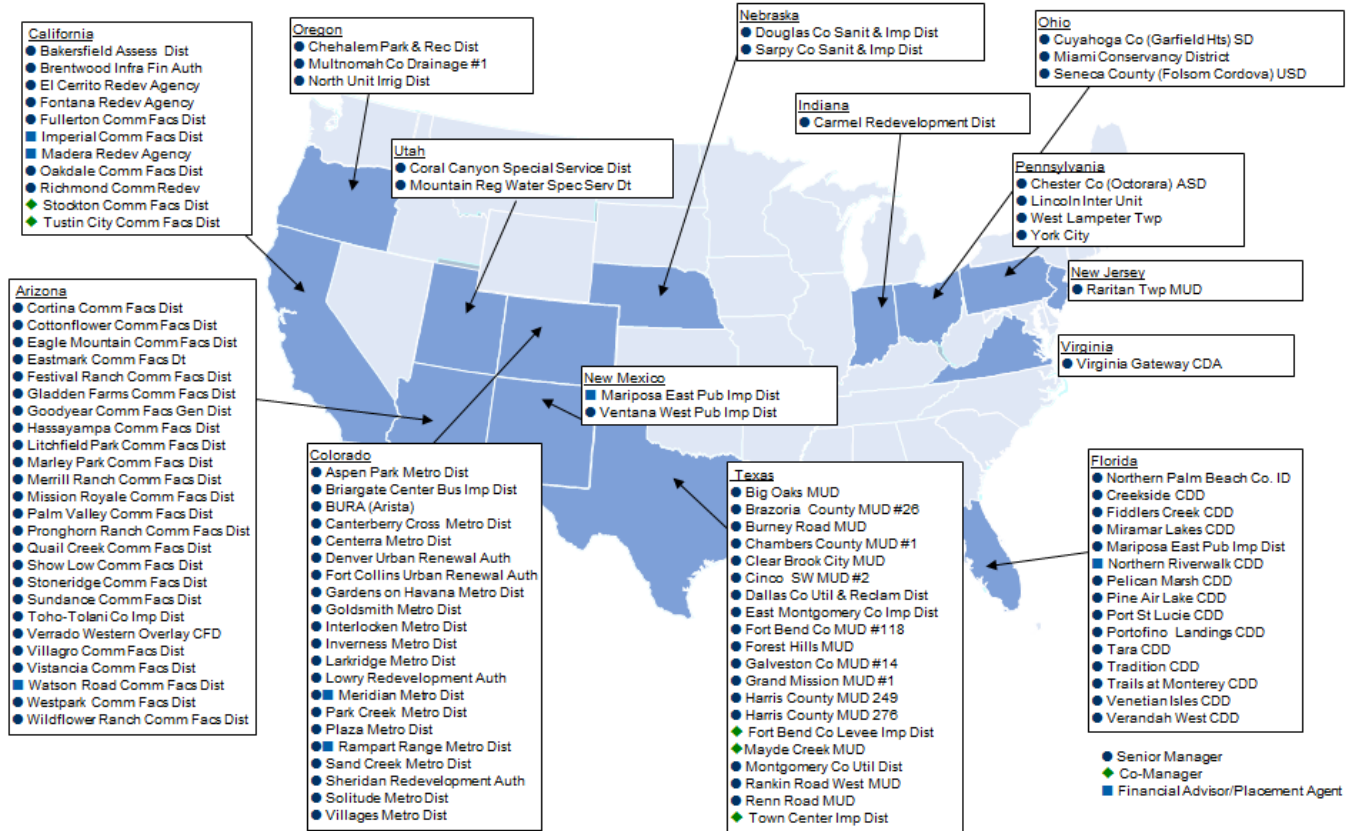 California
Bakersfield Assess Dist
Brentwood Infra Fin Auth
El Cerrito Redev Agency
Fontana Redev Agency
Fullerton Comm Facs Dist
Imperial Comm Facs Dist
Madera Redev Agency
Oakdale Comm Facs Dist
Richmond Comm Redev
Stockton Comm Facs Dist
Tustin City Comm Facs Dist
Oregon
Chehalem Park & Rec Dist
Multnomah Co Drainage #1
North Unit Irrig Dist
Utah
Coral Canyon Special Service Dist
Mountain Reg Water Spec Serv Dt
Nebraska
Douglas Co Sanit & Imp Dist
Sarpy Co Sanit & Imp Dist
Indiana
Carmel Redevelopment Dist
Ohio
Cuyahoga Co (Garfield Hts) SD
Miami Conservancy District
Seneca County (Folsom Cordova) USD
Pennsylvania
Chester Co (Octorara) ASD
Lincoln Inter Unit
West Lampeter Twp
York City
New Jersey
Raritan Twp MUD
Virginia
Virginia Gateway CDA
Arizona
Cortina Comm Facs Dist
Cottonflower Comm Facs Dist
Eagle Mountain Comm Facs Dist
Eastmark Comm Facs Dt
Festival Ranch Comm Facs Dist
Gladden Farms Comm Facs Dist
Goodyear Comm Facs Gen Dist
Hassayampa Comm Facs Dist
Litchfield Park Comm Facs Dist
Marley Park Comm Facs Dist
Merrill Ranch Comm Facs Dist
Mission Royale Comm Facs Dist
Palm Valley Comm Facs Dist
Pronghorn Ranch Comm Facs Dist
Quail Creek Comm Facs Dist
Show Low Comm Facs Dist
Stoneridge Comm Facs Dist
Sundance Comm Facs Dist
Toho-Tolani Co Imp Dist
Verrado Western Overlay CFD
Villagro Comm Facs Dist
Vistancia Comm Facs Dist
Watson Road Comm Facs Dist
Westpark Comm Facs Dist
Wildflower Ranch Comm Facs Dist
New Mexico
Mariposa East Pub Imp Dist
Ventana West Pub Imp Dist
Colorado
Aspen Park Metro Dist
Briargate Center Bus Imp Dist
BURA (Arista)
Canterberry Cross Metro Dist
Centerra Metro Dist
Denver Urban Renewal Auth
Fort Collins Urban Renewal Auth
Gardens on Havana Metro Dist
Goldsmith Metro Dist
Interlocken Metro Dist
Inverness Metro Dist
Larkridge Metro Dist
Lowry Redevelopment Auth
Meridian Metro Dist
Park Creek Metro Dist
Plaza Metro Dist
Rampart Range Metro Dist
Sand Creek Metro Dist
Sheridan Redevelopment Auth
Solitude Metro Dist
Villages Metro Dist
Texas
Big Oaks MUD
Brazoria County MUD #26
Burney Road MUD
Chambers County MUD #1
Clear Brook City MUD
Cinco SW MUD #2
Dallas Co Util & Reclam Dist
East Montgomery Co Imp Dist
Fort Bend Co MUD #118
Forest Hills MUD
Galveston Co MUD #14
Grand Mission MUD #1
Harris County MUD 249
Harris County MUD 276
Fort Bend Co Levee Imp Dist
Mayde Creek MUD
Montgomery Co Util Dist
Rankin Road West MUD
Renn Road MUD
Town Center Imp Dist
Florida
Northern Palm Beach Co. ID
Creekside CDD
Fiddlers Creek CDD
Miramar Lakes CDD
Mariposa East Pub Imp Dist
Northern Riverwalk CDD
Pelican Marsh CDD
Pine Air Lake CDD
Port St Lucie CDD
Portofino Landings CDD
Tara CDD
Tradition CDD
Trails at Monterey CDD
Venetian Isles CDD
Verandah West CDD
Senior Manager
Co-Manager
Financial Advisor/Placement Agent